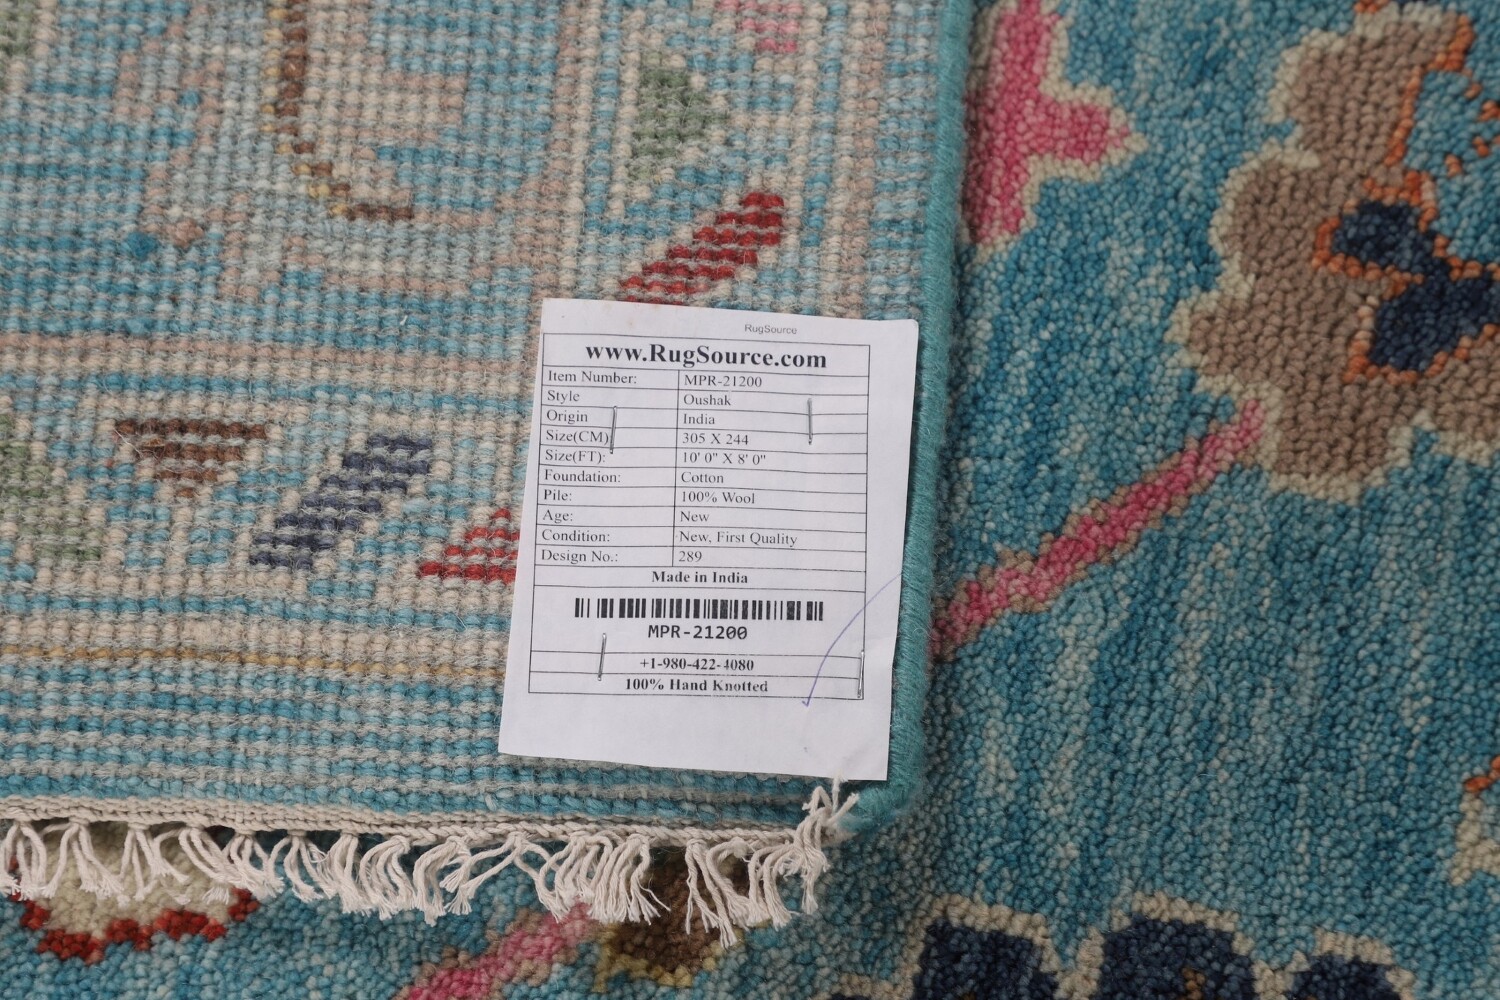 RugSource
www.RugSource.com
Item Number: MPR-21200
Style Oushak
Origin India
Size(CM) 305 X 244
Size(FT): 10' 0" X 8' 0"
Foundation: Cotton
Pile: 100% Wool
Age: New
Condition: New, First Quality
Design No.: 289
Made in India
MPR-21200
+1-980-422-4080
100% Hand Knotted